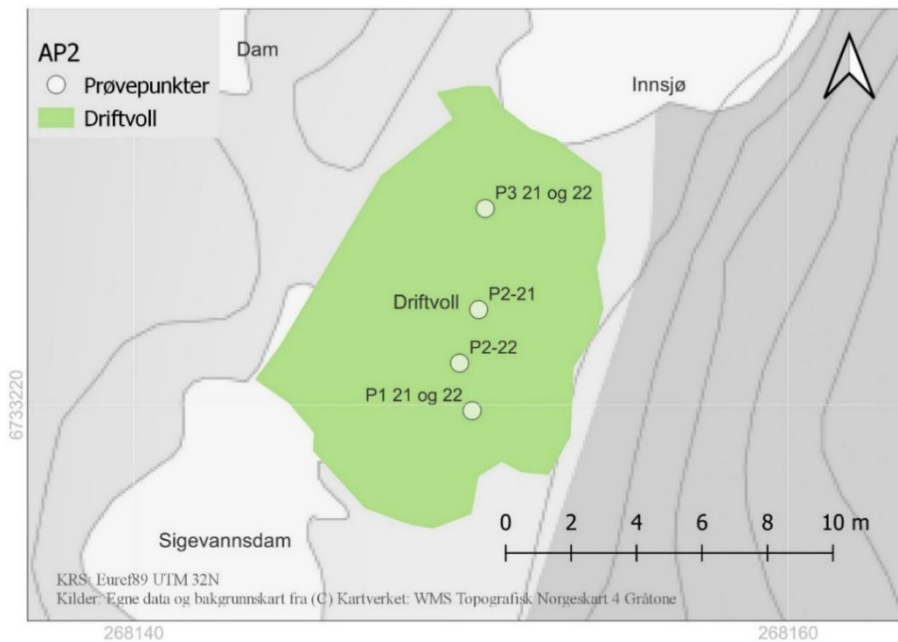 AP2
Prøvepunkter
Driftvoll
Dam
Innsjø
P3 21 og 22
Driftvoll
P2-21
P2-22
P1 21 og 22
6733220
Sigevannsdam
0 2 4 6 8 10 m
KRS: Euref89 UTM 32N
Kilder: Egne data og bakgrunnskart fra (C) Kartverket: WMS Topografisk Norgeskart 4 Gråtone
268140
268160